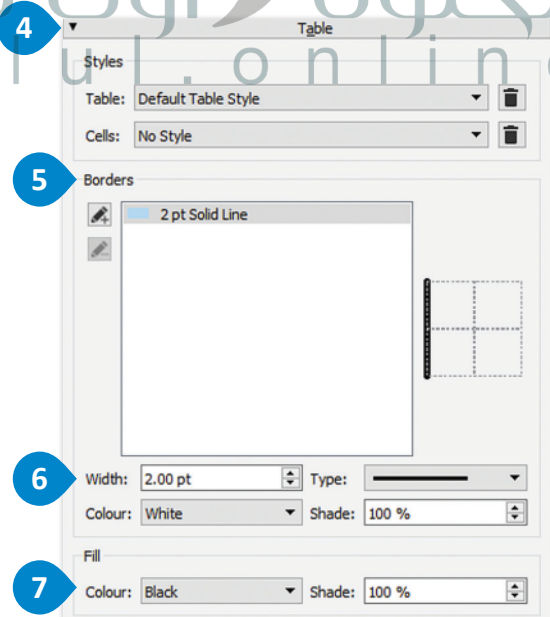 4
Table
Styles
Table: Default Table Style
Cells: No Style
5
Borders
2 pt Solid Line
6
Width: 2.00 pt Type:
Colour: White Shade: 100 %
Fill
7
Colour: Black Shade: 100 %